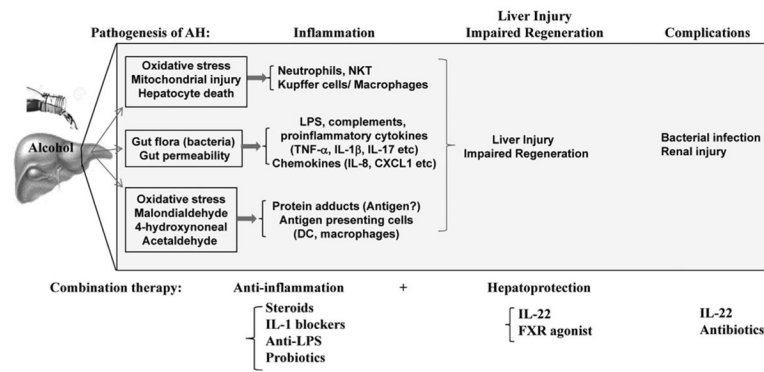 Pathogenesis of AH:
Inflammation
Liver Injury
Impaired Regeneration
Complications
Alcohol
Oxidative stress
Mitochondrial injury
Hepatocyte death
Neutrophils, NKT
Kupffer cells/ Macrophages
Gut flora (bacteria)
Gut permeability
LPS, complements,
proinflammatory cytokines
(TNF-α, IL-1β, IL-17 etc)
Chemokines (IL-8, CXCL1 etc)
Oxidative stress
Malondialdehyde
4-hydroxynoneal
Acetaldehyde
Protein adducts (Antigen?)
Antigen presenting cells
(DC, macrophages)
Liver Injury
Impaired Regeneration
Bacterial infection
Renal injury
Combination therapy:
Anti-inflammation
+
Hepatoprotection
Steroids
IL-1 blockers
Anti-LPS
Probiotics
IL-22
FXR agonist
IL-22
Antibiotics